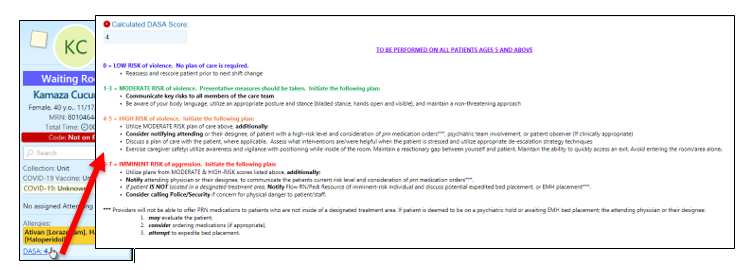 Calculated DASA Score:
4
TO BE PERFORMED ON ALL PATIENTS AGES 5 AND ABOVE
0 = LOW RISK of violence. No plan of care is required.
• Reassess and rescore patient prior to next shift change
1-3 = MODERATE RISK of violence. Preventative measures should be taken. Initiate the following plan:
• Communicate key risks to all members of the care team
• Be aware of your body language, utilize an appropriate posture and stance (bladed stance, hands open and visible), and maintain a non-threatening approach
4-5 = HIGH RISK of violence. Initiate the following plan:
• Utilize MODERATE RISK plan of care above, additionally:
• Consider notifying attending or their designee, of patient with a high-risk level and consideration of prn medication orders***, psychiatric team involvement, or patient observer (if clinically appropriate)
• Discuss a plan of care with the patient, where applicable. Assess what interventions are/were helpful when the patient is stressed and utilize appropriate de-escalation strategy techniques
• Exercise caregiver safety: utilize awareness and vigilance with positioning while inside of the room. Maintain a reactionary gap between yourself and patient. Maintain the ability to quickly access an exit. Avoid entering the room/area alone.
-7 = IMMINENT RISK of aggression. Initiate the following plan:
• Utilize plans from MODERATE & HIGH-RISK scores listed above, additionally:
• Notify attending physician or their designee, to communicate the patients current risk level and consideration of prn medication orders***.
• If patient IS NOT located in a designated treatment area, Notify Flow RN/Pedi Resource of imminent-risk individual and discuss potential expedited bed placement, or EMH placement***.
• Consider calling Police/Security if concern for physical danger to patient/staff.
*** Providers will not be able to offer PRN medications to patients who are not inside of a designated treatment area. If patient is deemed to be on a psychiatric hold or awaiting EMH bed placement; the attending physician or their designee:
1. may evaluate the patient,
2. consider ordering medications (if appropriate),
3. attempt to expedite bed placement.
KC
Waiting Ro
Kamaza Cucu
Female, 40 y.o., 11/17
MRN: 8010464
Total Time: 00
Code: Not on f
Search
Collection: Unit
COVID-19 Vaccine: Un
COVID-19: Unknown
No assigned Attending
Allergies:
Ativan [Lorazepam], H
[Haloperidol]
DASA: 4